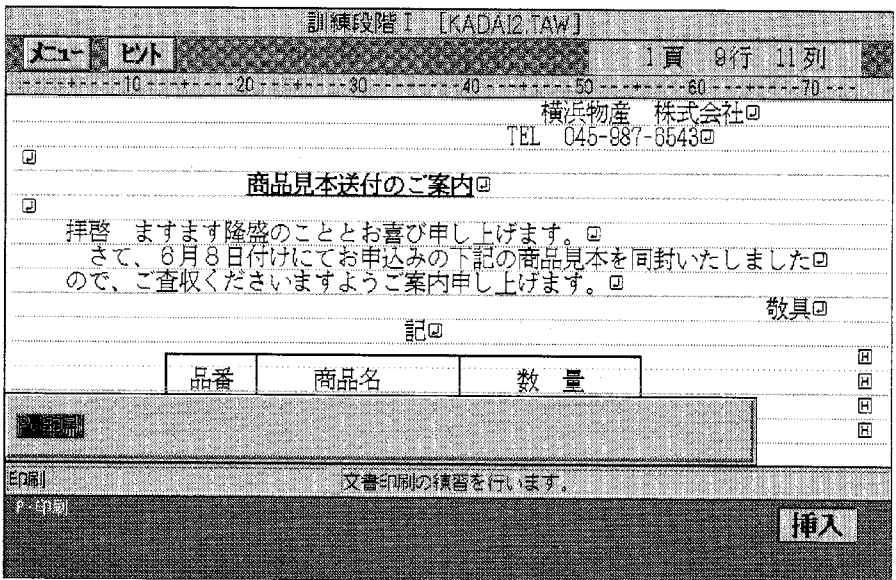 訓練段階Ⅰ [KADAI2.TAW]
メニュー ヒント 1頁 9行 11列
----+----10----+----20----+----30----+----40----+----50----+----60----+----70---
横浜物産 株式会社
TEL 045-987-6543
商品見本送付のご案内
拝啓 ますます隆盛のこととお喜び申し上げます。
さて、6月8日付けにてお申込みの下記の商品見本を同封いたしました
ので、ご査収くださいますようご案内申し上げます。
敬具
記
品番 商品名 数 量
H
H
H
H
印刷 文書印刷の練習を行います。
P:印刷
挿入